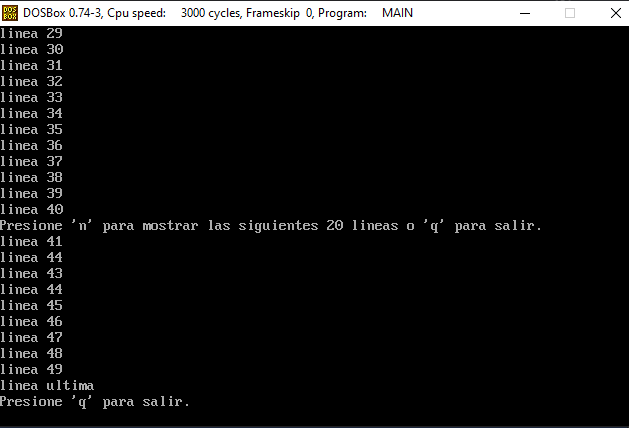 DOS
BOX
DOSBox 0.74-3, Cpu speed: 3000 cycles, Frameskip 0, Program: MAIN
linea 29
linea 30
linea 31
linea 32
linea 33
linea 34
linea 35
linea 36
linea 37
linea 38
linea 39
linea 40
Presione 'n' para mostrar las siguientes 20 lineas o 'q' para salir.
linea 41
linea 44
linea 43
linea 44
linea 45
linea 46
linea 47
linea 48
linea 49
linea ultima
Presione 'q' para salir.